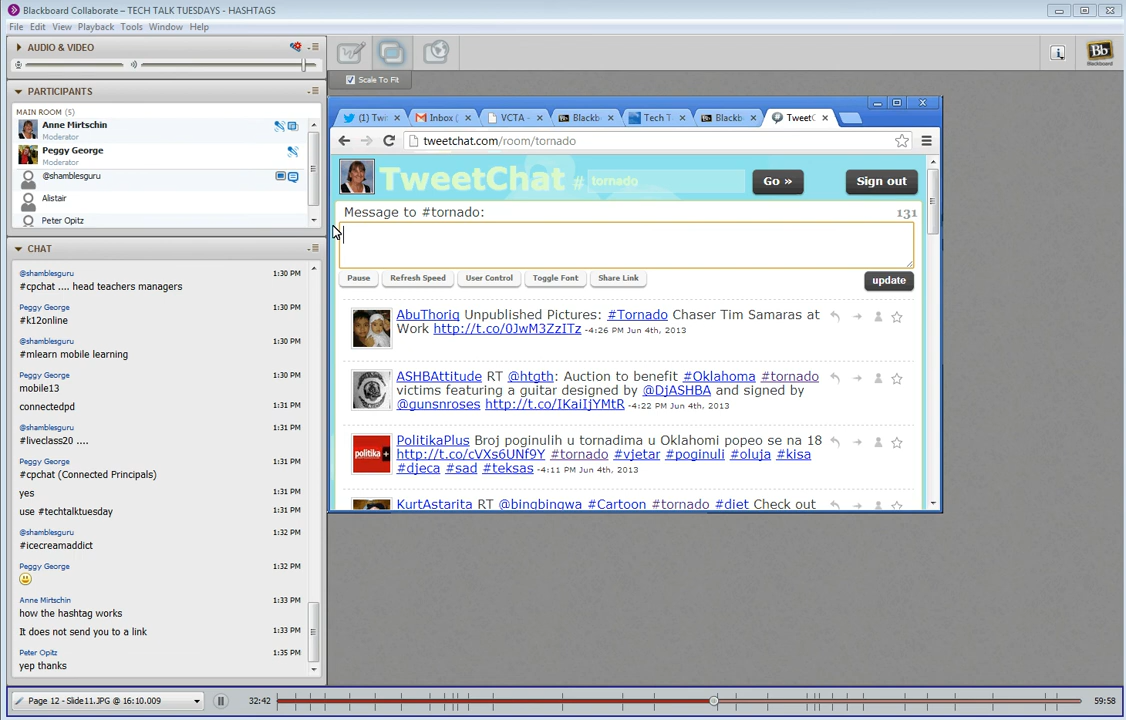 Blackboard Collaborate – TECH TALK TUESDAYS - HASHTAGS
File Edit View Playback Tools Window Help
AUDIO & VIDEO
PARTICIPANTS
MAIN ROOM (5)
Anne Mirtschin
Moderator
Peggy George
Moderator
@shamblesguru
Alistair
Peter Opitz
CHAT
@shamblesguru 1:30 PM
#cpchat .... head teachers managers
Peggy George 1:30 PM
#k12online
@shamblesguru 1:30 PM
#mlearn mobile learning
Peggy George 1:30 PM
mobile13
connectedpd 1:31 PM
@shamblesguru 1:31 PM
#liveclass20 ....
Peggy George 1:31 PM
#cpchat (Connected Principals)
yes 1:31 PM
use #techtalktuesday 1:31 PM
@shamblesguru 1:32 PM
#icecreamaddict
Peggy George 1:32 PM
Anne Mirtschin 1:33 PM
how the hashtag works
It does not send you to a link 1:33 PM
Peter Opitz 1:35 PM
yep thanks
Page 12 - Slide11.JPG @ 16:10.009
32:42
59:58
Scale To Fit
Bb
Blackboard
(1) Twi
Inbox (
VCTA -
Blackb
Tech T
Blackb
TweetC
tweetchat.com/room/tornado
TweetChat # tornado Go » Sign out
Message to #tornado: 131
Pause Refresh Speed User Control Toggle Font Share Link update
AbuThoriq Unpublished Pictures: #Tornado Chaser Tim Samaras at
Work http://t.co/0JwM3ZzITz -4:26 PM Jun 4th, 2013
ASHBAttitude RT @htgth: Auction to benefit #Oklahoma #tornado
victims featuring a guitar designed by @DjASHBA and signed by
@gunsnroses http://t.co/IKaiIjYMtR -4:22 PM Jun 4th, 2013
politika+
PolitikaPlus Broj poginulih u tornadima u Oklahomi popeo se na 18
http://t.co/cVXs6UNf9Y #tornado #vjetar #poginuli #oluja #kisa
#djeca #sad #teksas -4:11 PM Jun 4th, 2013
KurtAstarita RT @bingbingwa #Cartoon #tornado #diet Check out